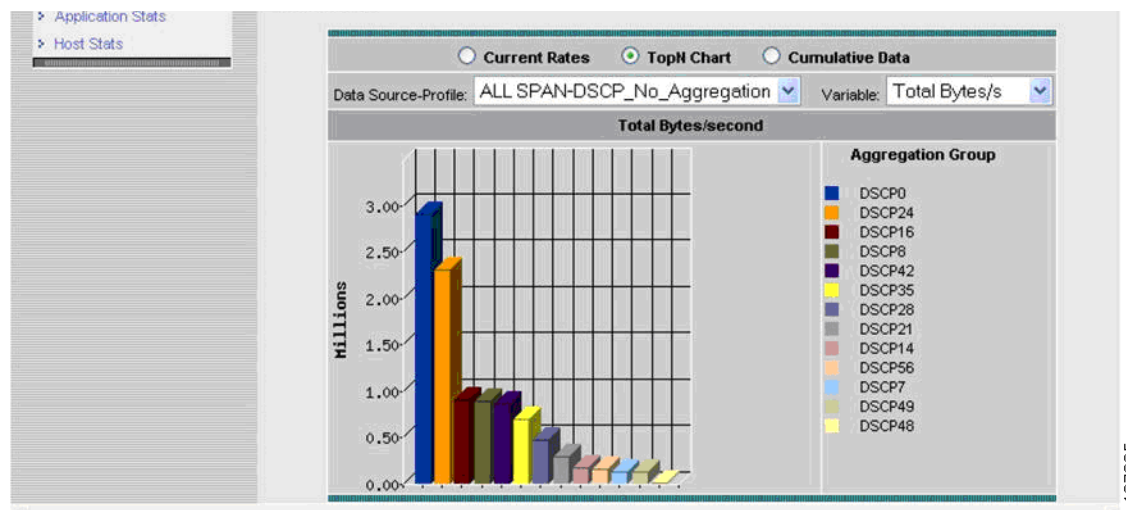 Application Stats
Host Stats
Current Rates TopN Chart Cumulative Data
Data Source-Profile: ALL SPAN-DSCP_No_Aggregation Variable: Total Bytes/s
Total Bytes/second
Aggregation Group
Millions
3.00
2.50
2.00
1.50
1.00
0.50
0.00
DSCP0
DSCP24
DSCP16
DSCP8
DSCP42
DSCP35
DSCP28
DSCP21
DSCP14
DSCP56
DSCP7
DSCP49
DSCP48